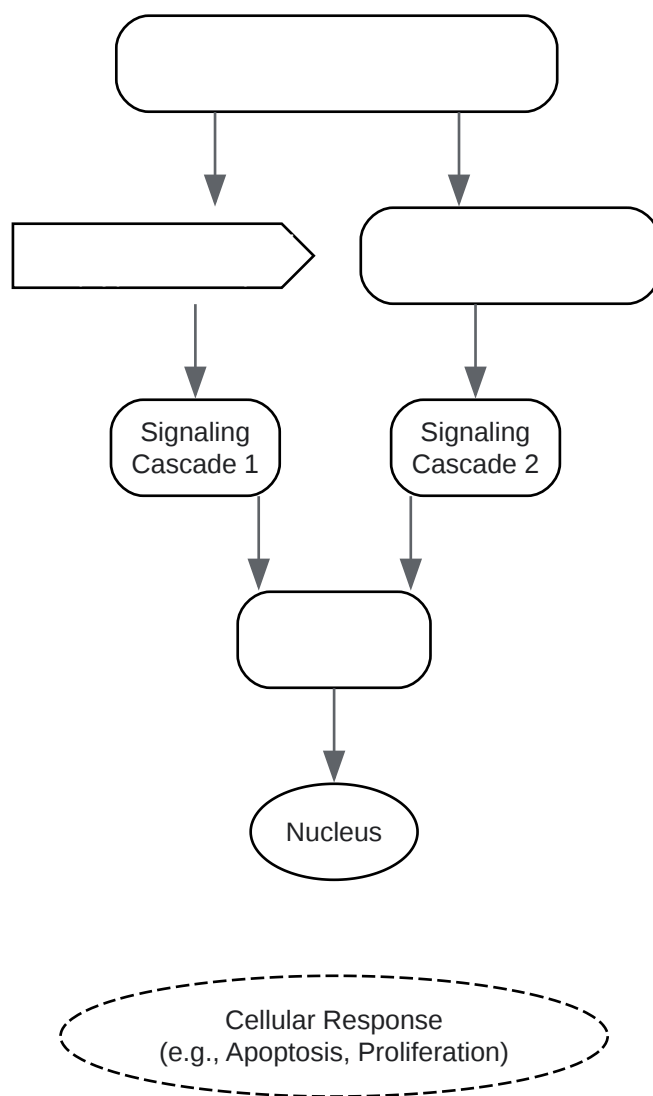 Signaling
Cascade 1
Signaling
Cascade 2
Nucleus
Cellular Response
(e.g., Apoptosis, Proliferation)